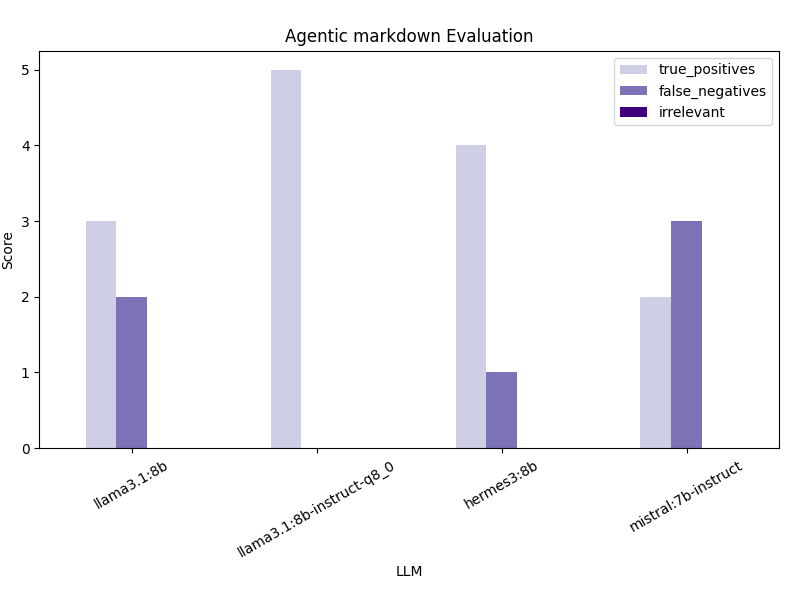 Agentic markdown Evaluation
true_positives
false_negatives
irrelevant
5
4
3
2
1
0
Score
llama3.1:8b
llama3.1:8b-instruct-q8_0
hermes3:8b
mistral:7b-instruct
LLM